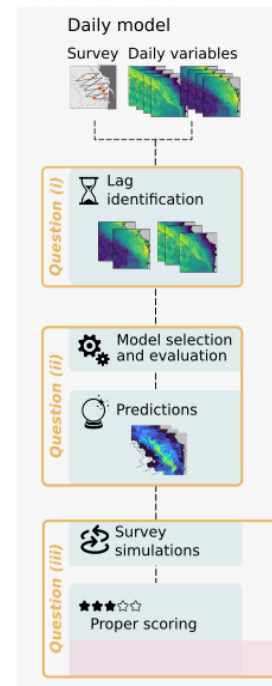 Daily model
Survey Daily variables
Question (i)
Lag
identification
Question (ii)
Model selection
and evaluation
Predictions
Question (iii)
Survey
simulations
Proper scoring